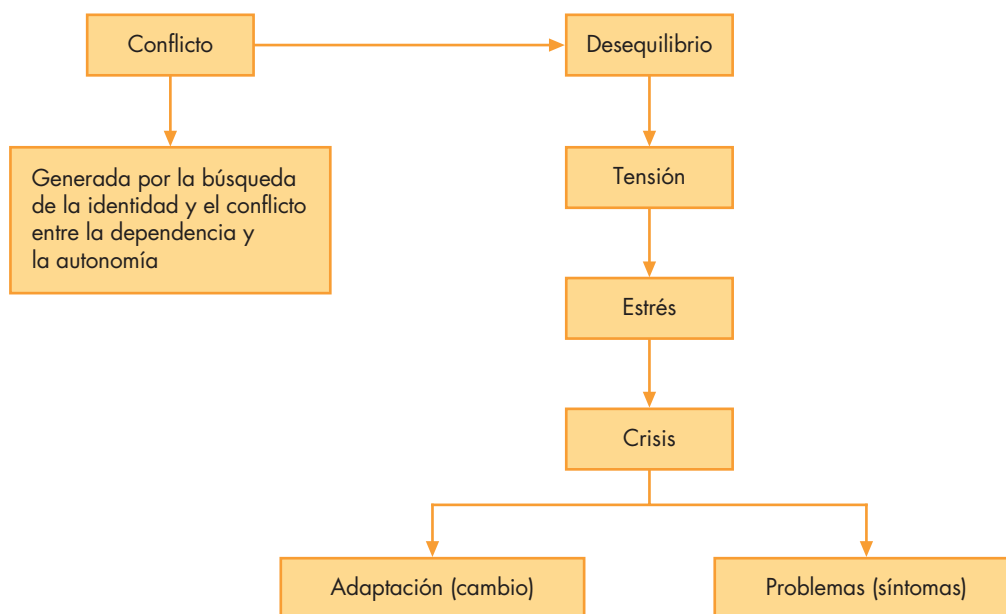 Conflicto
Desequilibrio
Generada por la búsqueda
de la identidad y el conflicto
entre la dependencia y
la autonomía
Tensión
Estrés
Crisis
Adaptación (cambio)
Problemas (síntomas)